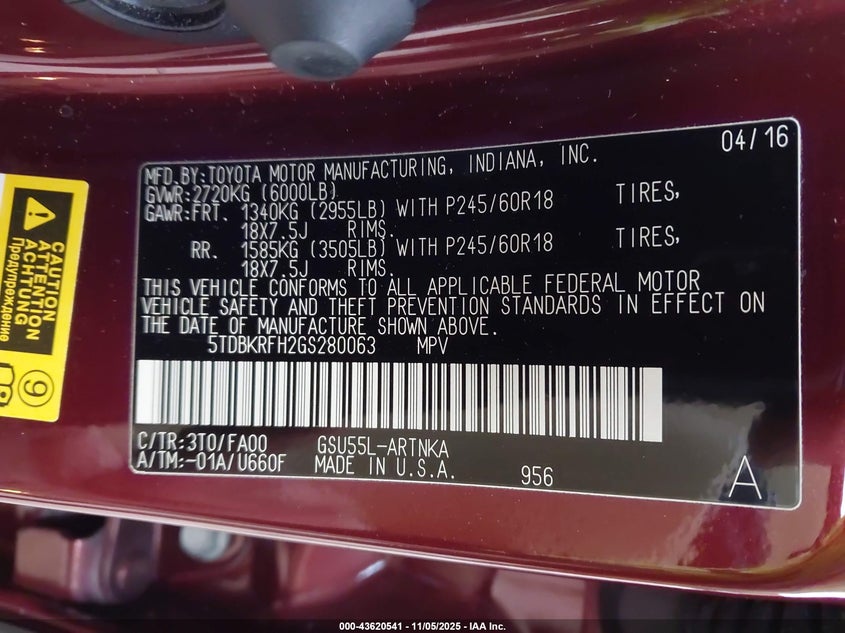 04/16
MFD.BY:TOYOTA MOTOR MANUFACTURING, INDIANA, INC.
GVWR:2720KG (6000LB)
GAWR:FRT. 1340KG (2955LB) WITH P245/60R18 TIRES,
18X7.5J RIMS.
RR. 1585KG (3505LB) WITH P245/60R18 TIRES,
18X7.5J RIMS.
THIS VEHICLE CONFORMS TO ALL APPLICABLE FEDERAL MOTOR
VEHICLE SAFETY AND THEFT PREVENTION STANDARDS IN EFFECT ON
THE DATE OF MANUFACTURE SHOWN ABOVE.
5TDBKRFH2GS280063 MPV
C/TR:3T0/FA00 GSU55L-ARTNKA
A/TM:-01A/U660F MADE IN U.S.A. 956 A
CAUTION
ATTENTION
ACHTUNG
Предупреждение
9
000-43620541 - 11/05/2025 - IAA Inc.